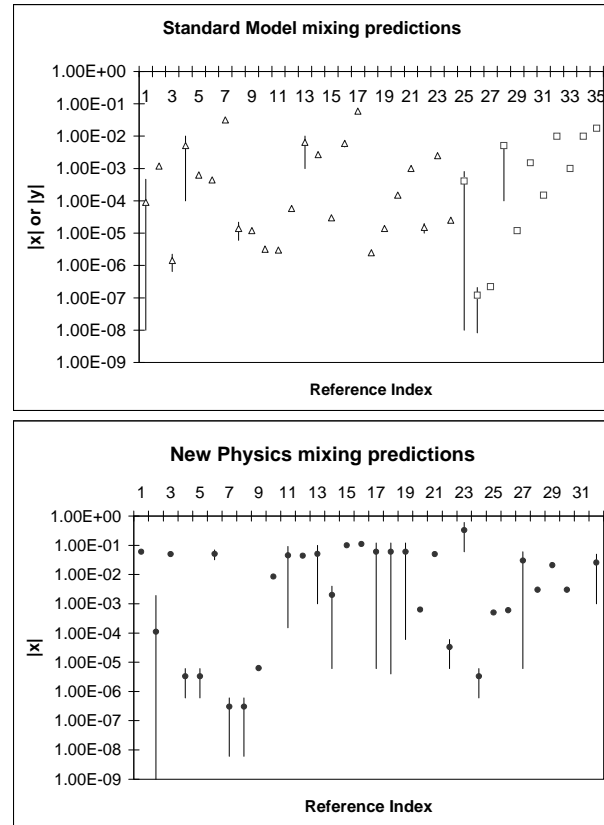 Standard Model mixing predictions
1.00E+00
1 3 5 7 9 11 13 15 17 19 21 23 25 27 29 31 33 35
1.00E-01
1.00E-02
1.00E-03
1.00E-04
1.00E-05
1.00E-06
1.00E-07
1.00E-08
1.00E-09
|x| or |y|
Reference Index
New Physics mixing predictions
1 3 5 7 9 11 13 15 17 19 21 23 25 27 29 31
1.00E+00
1.00E-01
1.00E-02
1.00E-03
1.00E-04
1.00E-05
1.00E-06
1.00E-07
1.00E-08
1.00E-09
|x|
Reference Index